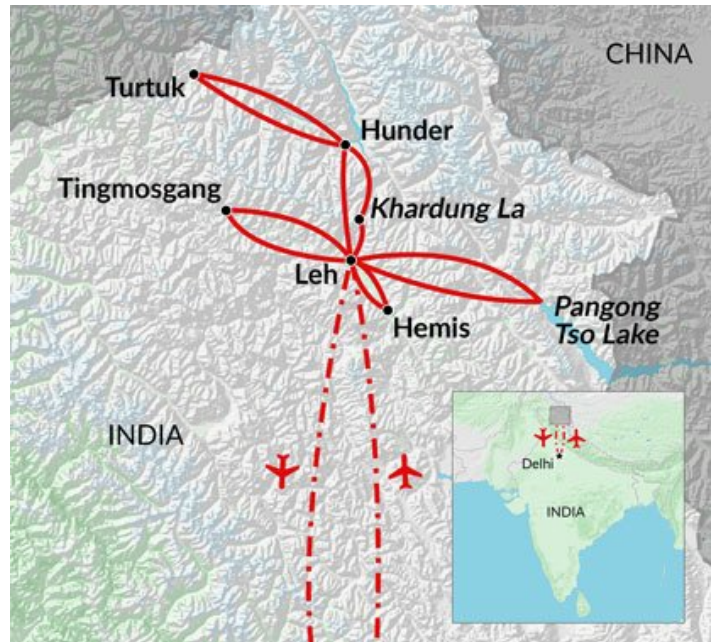 CHINA
Turtuk
Hunder
Tingmosgang
Khardung La
Leh
Hemis
Pangong
Tso Lake
INDIA
Delhi
INDIA